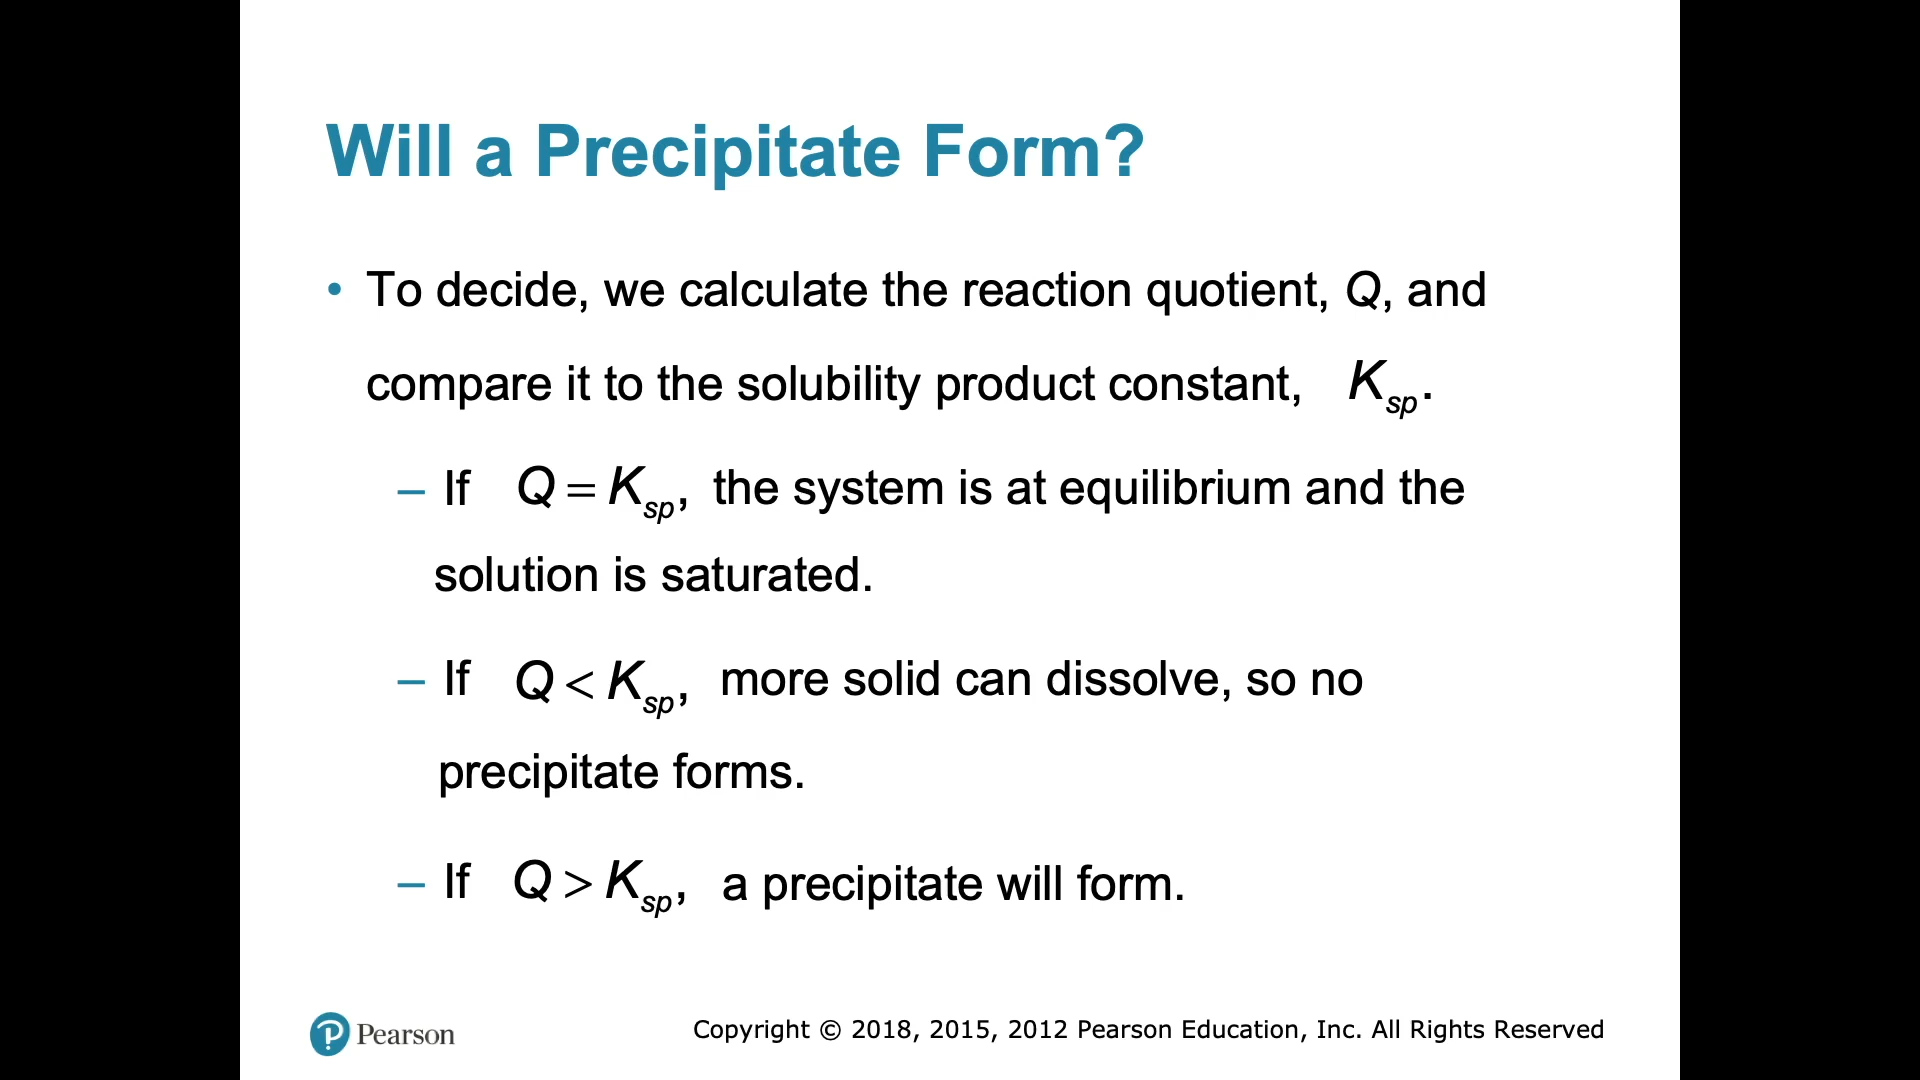 Will a Precipitate Form?
• To decide, we calculate the reaction quotient, Q, and
compare it to the solubility product constant, Ksp.
– If Q = Ksp, the system is at equilibrium and the
solution is saturated.
– If Q < Ksp, more solid can dissolve, so no
precipitate forms.
– If Q > Ksp, a precipitate will form.
P Pearson
Copyright © 2018, 2015, 2012 Pearson Education, Inc. All Rights Reserved